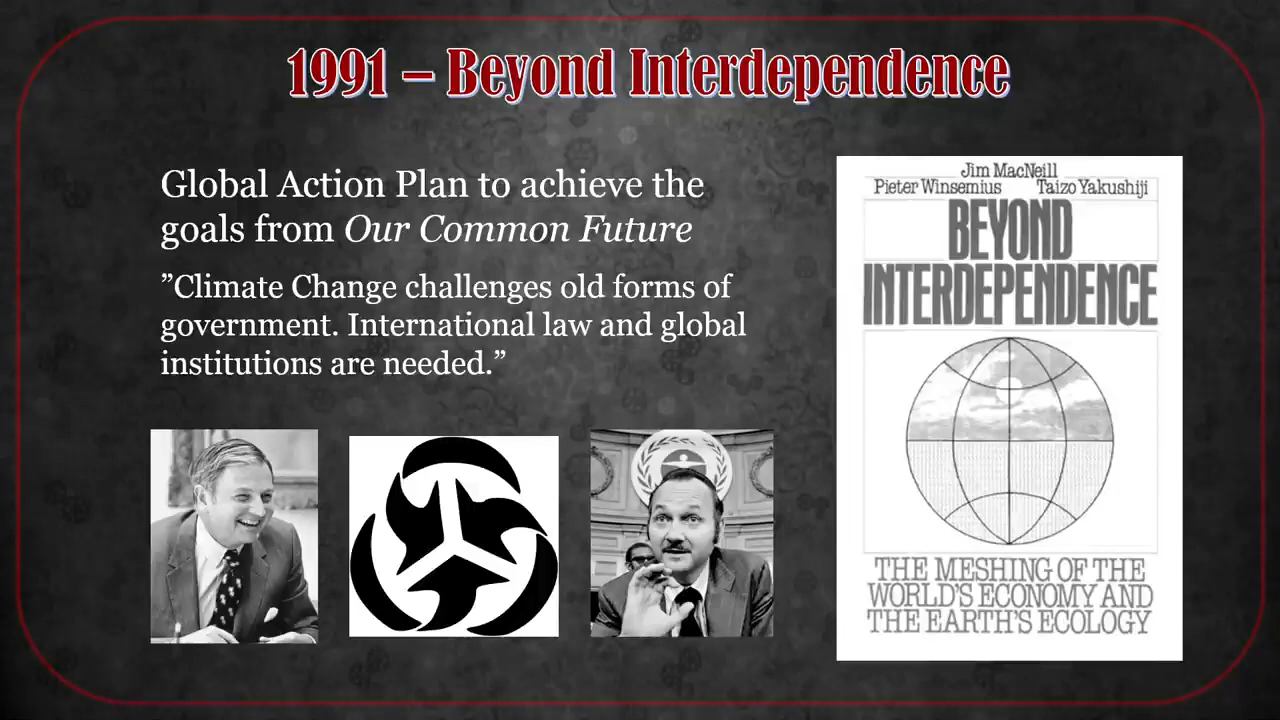 1991 – Beyond Interdependence
Global Action Plan to achieve the
goals from Our Common Future
”Climate Change challenges old forms of
government. International law and global
institutions are needed.”
Jim MacNeill
Pieter Winsemius Taizo Yakushiji
BEYOND
INTERDEPENDENCE
THE MESHING OF THE
WORLD'S ECONOMY AND
THE EARTH'S ECOLOGY